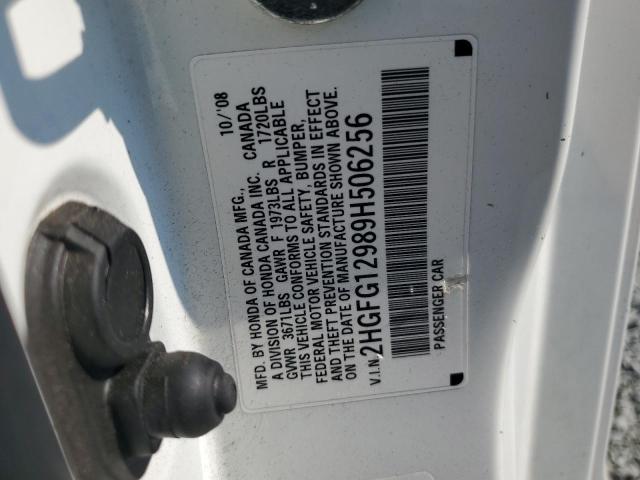 MFD. BY HONDA OF CANADA MFG., 10/'08
A DIVISION OF HONDA CANADA INC. CANADA
GVWR 3671LBS GAWR F 1973LBS R 1720LBS
THIS VEHICLE CONFORMS TO ALL APPLICABLE
FEDERAL MOTOR VEHICLE SAFETY, BUMPER,
AND THEFT PREVENTION STANDARDS IN EFFECT
ON THE DATE OF MANUFACTURE SHOWN ABOVE.
V.I.N. 2HGFG12989H506256
PASSENGER CAR